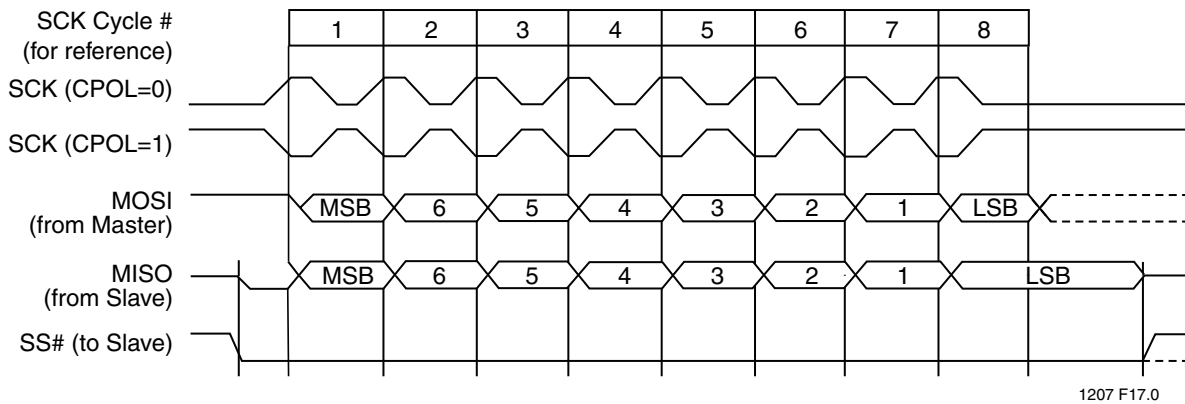 SCK Cycle #
(for reference)
1 2 3 4 5 6 7 8
SCK (CPOL=0)
SCK (CPOL=1)
MOSI
(from Master)
MSB 6 5 4 3 2 1 LSB
MISO
(from Slave)
MSB 6 5 4 3 2 1 LSB
SS# (to Slave)
1207 F17.0